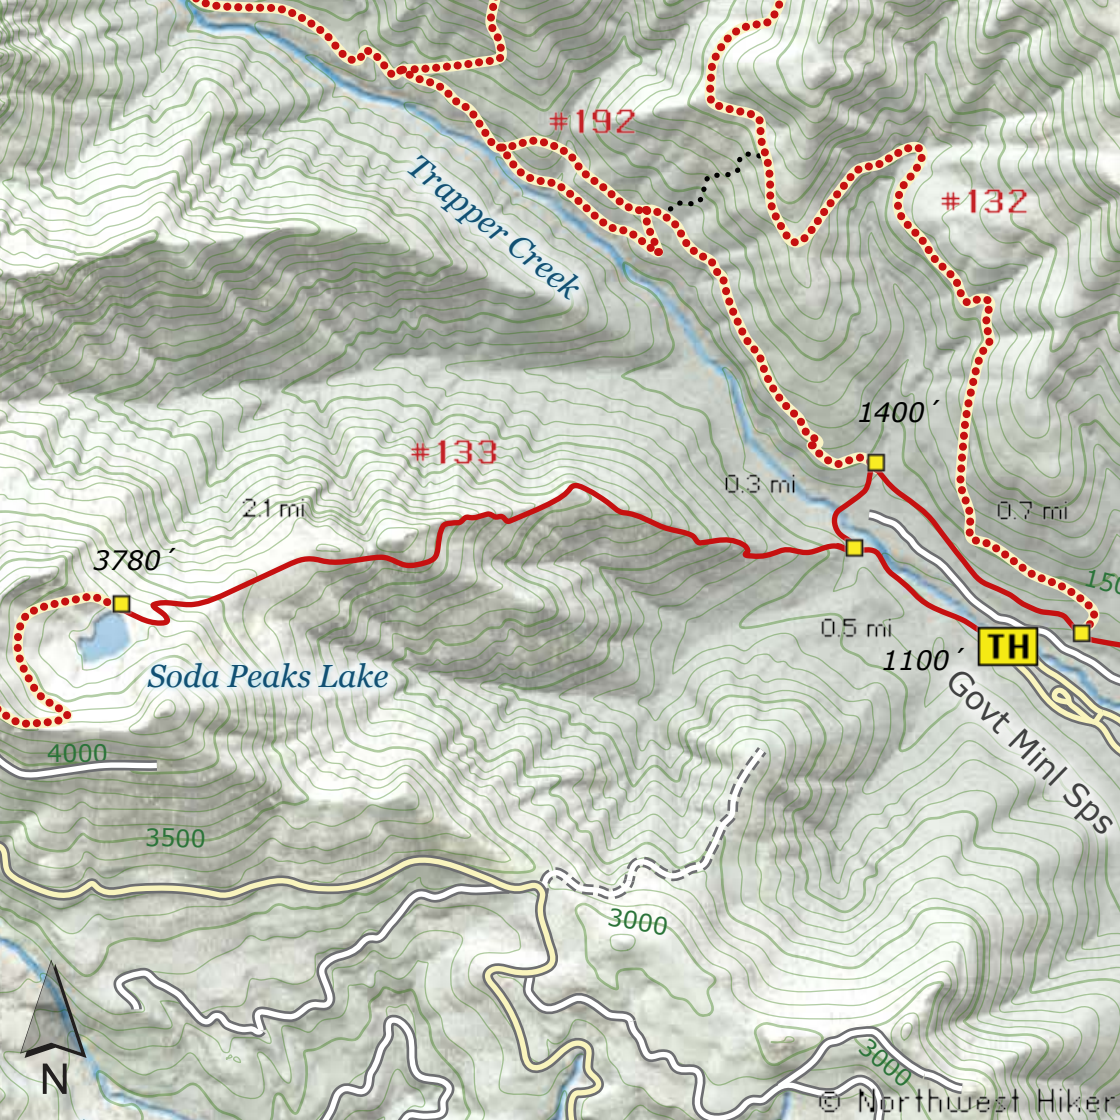 #192
Trapper Creek
#132
1400´
#133
0.3 mi
2.1 mi
0.7 mi
3780´
150
0.5 mi
TH
1100´
Soda Peaks Lake
Govt Minl Sps
4000
3500
3000
3000
N
© Northwest Hiker